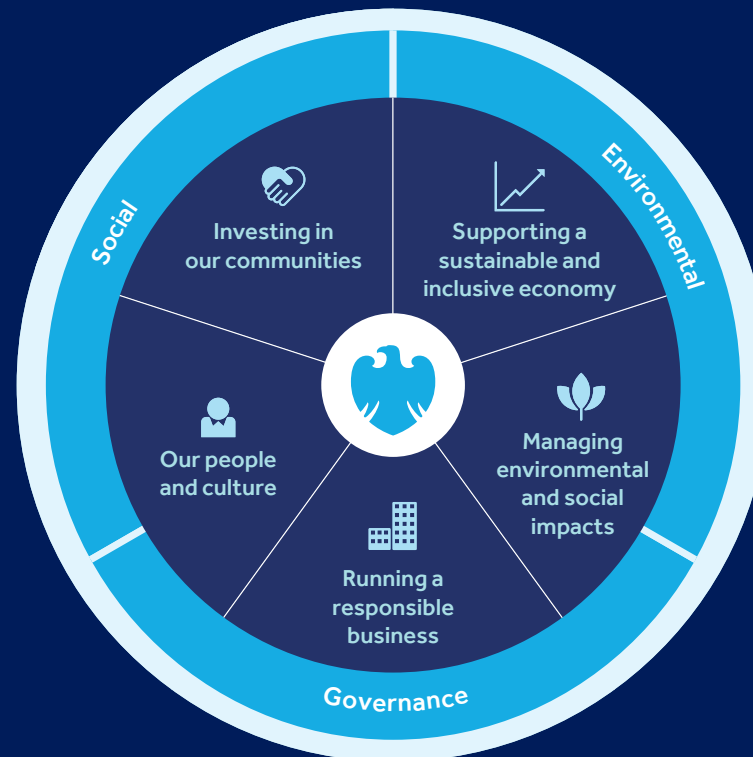 Social
Environmental
Investing in
our communities
Supporting a
sustainable and
inclusive economy
Our people
and culture
Managing
environmental
and social
impacts
Running a
responsible
business
Governance